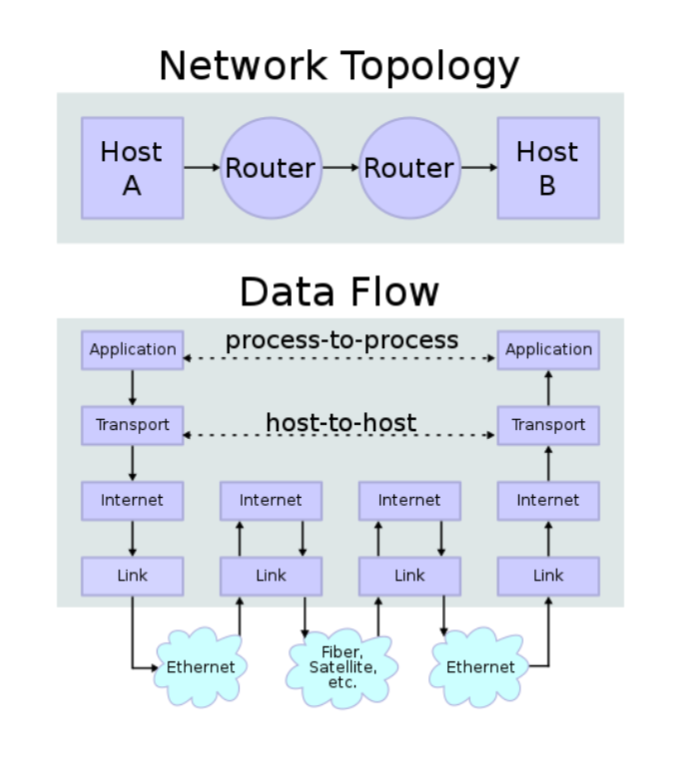 Network Topology
Host
A
Router
Router
Host
B
Data Flow
Application
process-to-process
Application
Transport
host-to-host
Transport
Internet
Internet
Internet
Internet
Link
Link
Link
Link
Ethernet
Fiber,
Satellite,
etc.
Ethernet